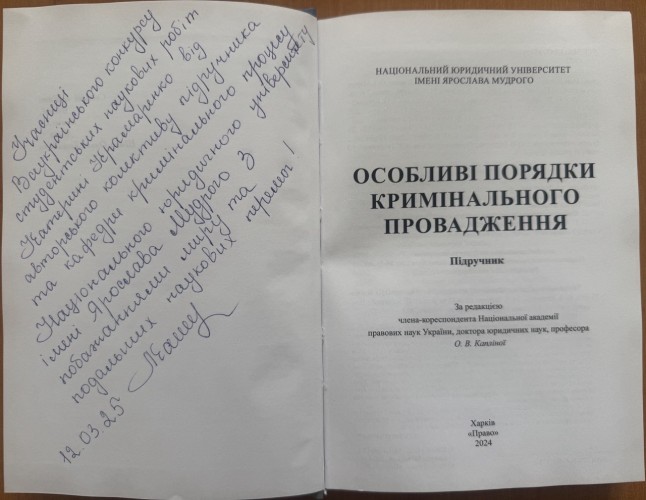 Учасниці
Всеукраїнського конкурсу
студентських наукових робіт
Катерині Крамаренко від
авторського колективу підручника
та кафедри кримінального процесу
Національного юридичного університету
імені Ярослава Мудрого З
побажаннями миру та
подальших наукових перемог!
12.03.25
НАЦІОНАЛЬНИЙ ЮРИДИЧНИЙ УНІВЕРСИТЕТ
ІМЕНІ ЯРОСЛАВА МУДРОГО
ОСОБЛИВІ ПОРЯДКИ
КРИМІНАЛЬНОГО
ПРОВАДЖЕННЯ
Підручник
За редакцією
члена-кореспондента Національної академії
правових наук України, доктора юридичних наук, професора
О. В. Капліної
Харків
«Право»
2024